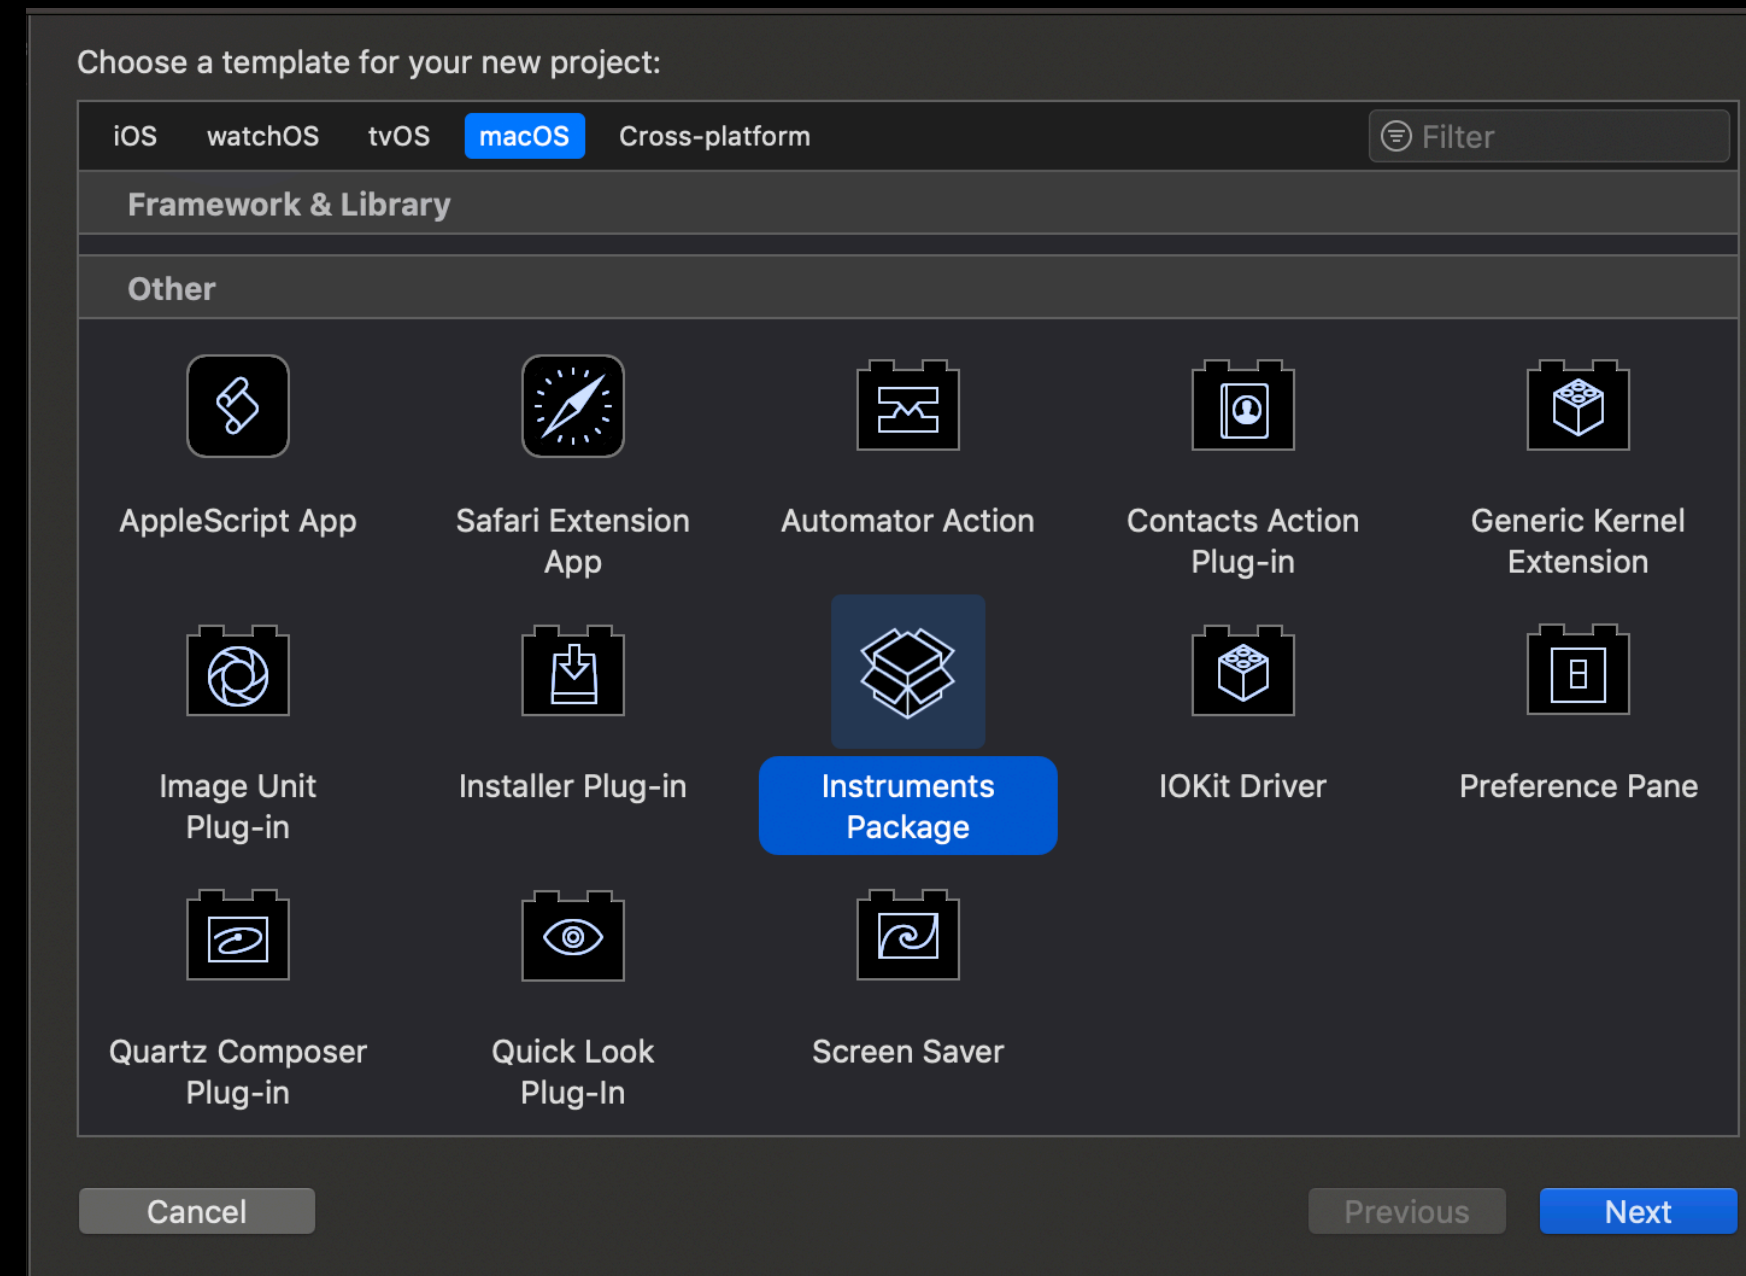 Choose a template for your new project:
iOS watchOS tvOS macOS Cross-platform Filter
Framework & Library
Other
AppleScript App Safari Extension Automator Action Contacts Action Generic Kernel
App Plug-in Extension
Image Unit Installer Plug-in Instruments IOKit Driver Preference Pane
Plug-in Package
Quartz Composer Quick Look Screen Saver
Plug-in Plug-In
Cancel Previous Next